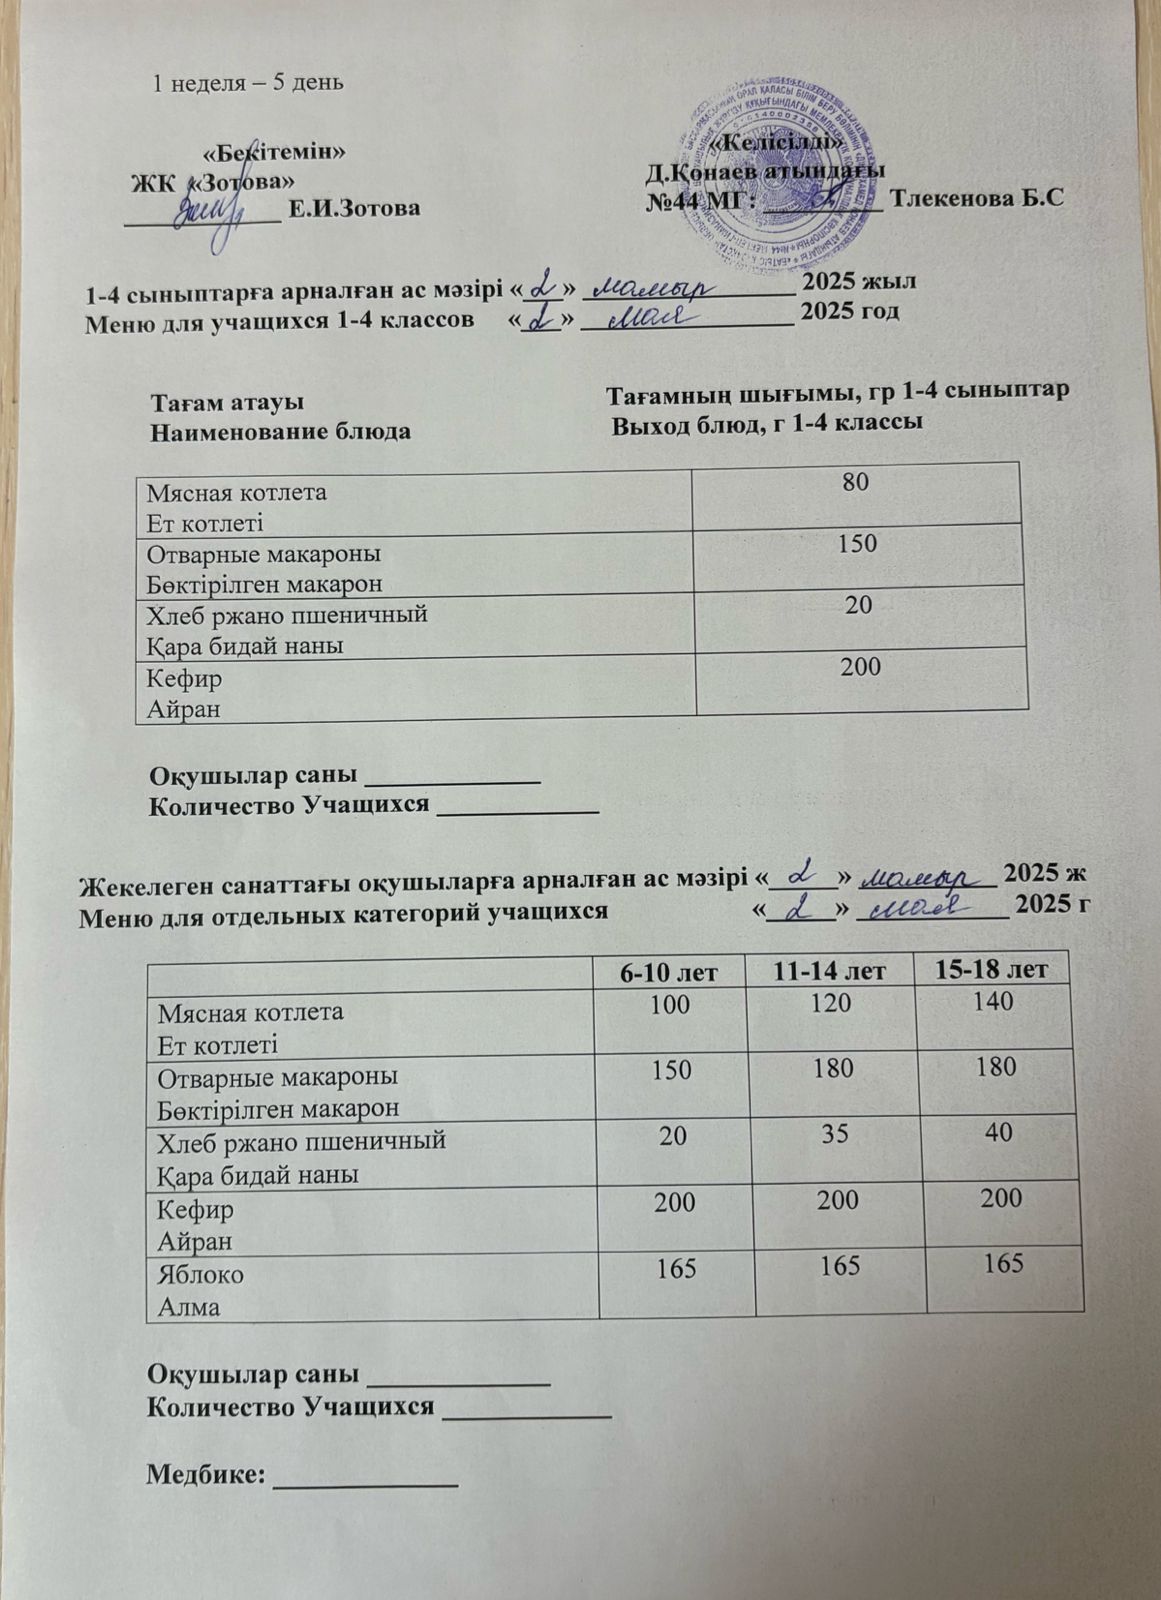 1 неделя – 5 день
«Бекітемін»
ЖК «Зотова»
Е.И.Зотова
«Келісілді»
Д.Қонаев атындағы
№44 МГ: Тлекенова Б.С
1-4 сыныптарға арналған ас мәзірі «2» мамыр 2025 жыл
Меню для учащихся 1-4 классов «2» мая 2025 год
Тағам атауы Тағамның шығымы, гр 1-4 сыныптар
Наименование блюда Выход блюд, г 1-4 классы
Мясная котлета 80
Ет котлеті
Отварные макароны 150
Бөктірілген макарон
Хлеб ржано пшеничный 20
Қара бидай наны
Кефир 200
Айран
Оқушылар саны
Количество Учащихся
Жекелеген санаттағы оқушыларға арналған ас мәзірі «2» мамыр 2025 ж
Меню для отдельных категорий учащихся «2» мая 2025 г
6-10 лет 11-14 лет 15-18 лет
Мясная котлета 100 120 140
Ет котлеті
Отварные макароны 150 180 180
Бөктірілген макарон
Хлеб ржано пшеничный 20 35 40
Қара бидай наны
Кефир 200 200 200
Айран
Яблоко 165 165 165
Алма
Оқушылар саны
Количество Учащихся
Медбике: